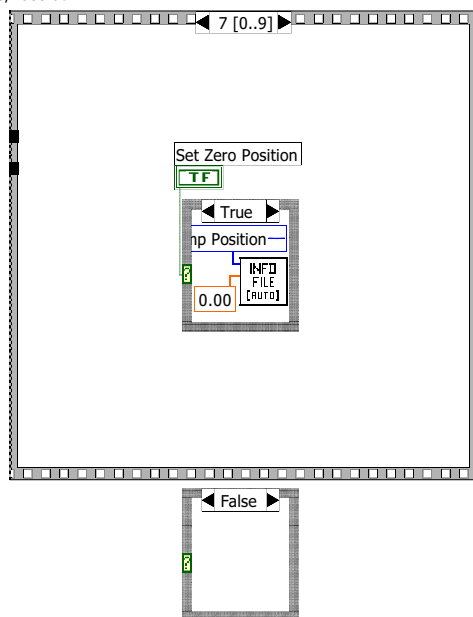 7 [0..9]
Set Zero Position
TF
True
np Position
INFO
FILE
[AUTO]
0.00
False